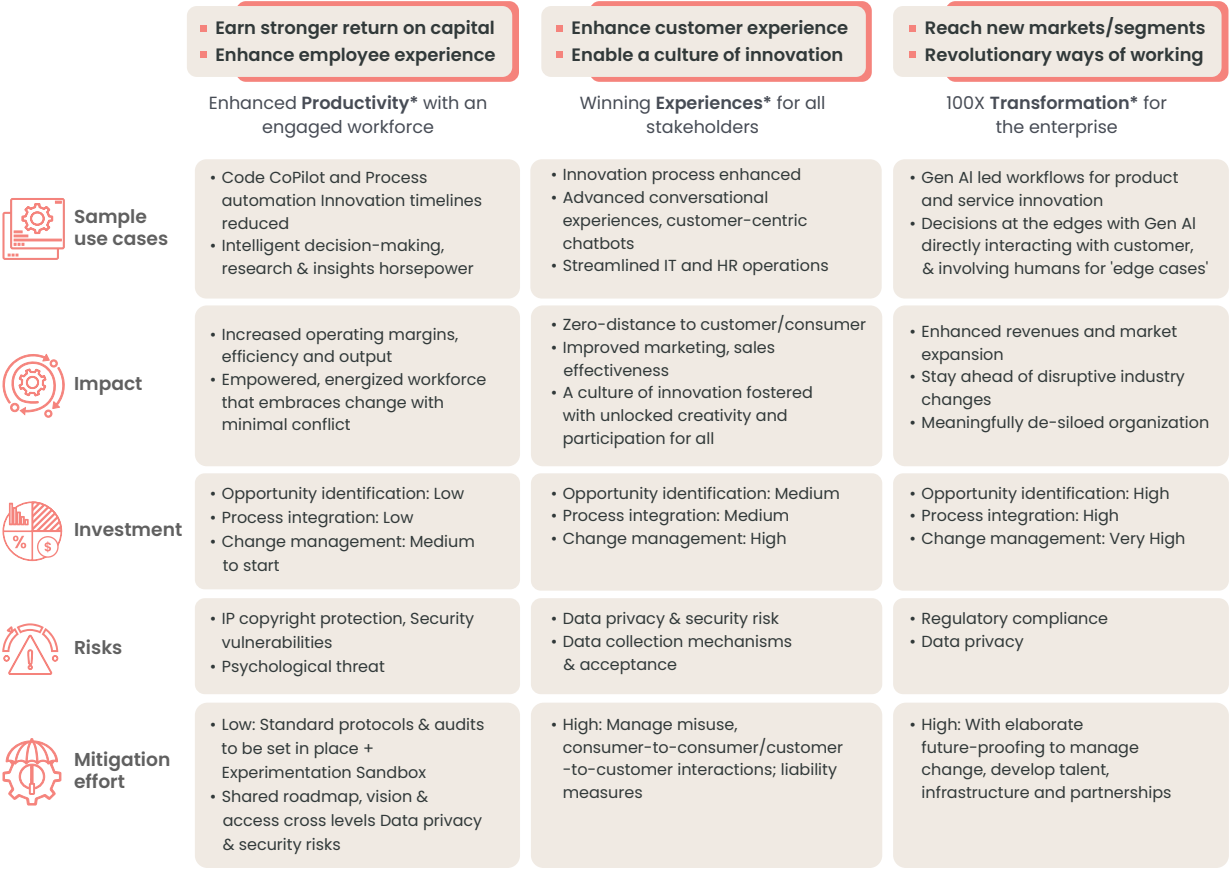 ▪ Earn stronger return on capital
▪ Enhance employee experience
▪ Enhance customer experience
▪ Enable a culture of innovation
▪ Reach new markets/segments
▪ Revolutionary ways of working
Enhanced Productivity* with an
engaged workforce
Winning Experiences* for all
stakeholders
100X Transformation* for
the enterprise
Sample
use cases
• Code CoPilot and Process
automation Innovation timelines
reduced
• Intelligent decision-making,
research & insights horsepower
• Innovation process enhanced
• Advanced conversational
experiences, customer-centric
chatbots
• Streamlined IT and HR operations
• Gen AI led workflows for product
and service innovation
• Decisions at the edges with Gen AI
directly interacting with customer,
& involving humans for 'edge cases'
Impact
• Increased operating margins,
efficiency and output
• Empowered, energized workforce
that embraces change with
minimal conflict
• Zero-distance to customer/consumer
• Improved marketing, sales
effectiveness
• A culture of innovation fostered
with unlocked creativity and
participation for all
• Enhanced revenues and market
expansion
• Stay ahead of disruptive industry
changes
• Meaningfully de-siloed organization
% $
Investment
• Opportunity identification: Low
• Process integration: Low
• Change management: Medium
to start
• Opportunity identification: Medium
• Process integration: Medium
• Change management: High
• Opportunity identification: High
• Process integration: High
• Change management: Very High
Risks
• IP copyright protection, Security
vulnerabilities
• Psychological threat
• Data privacy & security risk
• Data collection mechanisms
& acceptance
• Regulatory compliance
• Data privacy
Mitigation
effort
• Low: Standard protocols & audits
to be set in place +
Experimentation Sandbox
• Shared roadmap, vision &
access cross levels Data privacy
& security risks
• High: Manage misuse,
consumer-to-consumer/customer
-to-customer interactions; liability
measures
• High: With elaborate
future-proofing to manage
change, develop talent,
infrastructure and partnerships